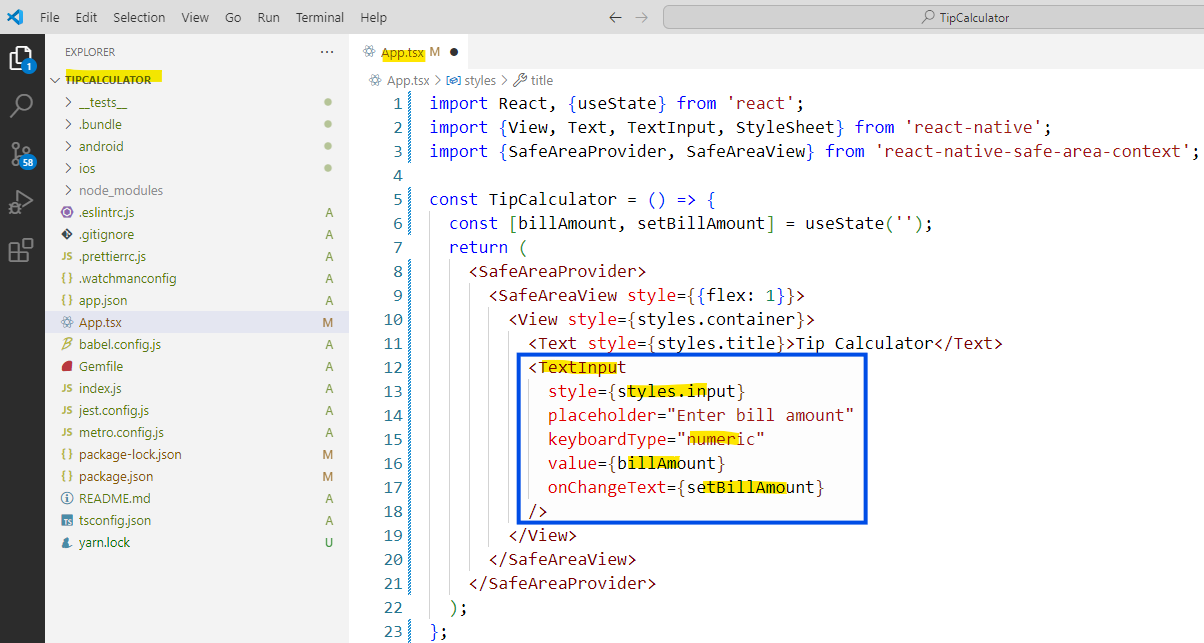 File Edit Selection View Go Run Terminal Help
TipCalculator
EXPLORER ...
App.tsx M
1
TIPCALCULATOR
App.tsx > styles > title
__tests__
.bundle
android
58
ios
node_modules
.eslintrc.js A
.gitignore A
JS .prettierrc.js A
{} .watchmanconfig A
{} app.json A
App.tsx M
babel.config.js A
Gemfile A
JS index.js A
JS jest.config.js A
JS metro.config.js A
{} package-lock.json M
{} package.json M
README.md A
TS tsconfig.json A
yarn.lock U
1 import React, {useState} from 'react';
2 import {View, Text, TextInput, StyleSheet} from 'react-native';
3 import {SafeAreaProvider, SafeAreaView} from 'react-native-safe-area-context';
4
5 const TipCalculator = () => {
6 const [billAmount, setBillAmount] = useState('');
7 return (
8 <SafeAreaProvider>
9 <SafeAreaView style={{flex: 1}}>
10 <View style={styles.container}>
11 <Text style={styles.title}>Tip Calculator</Text>
12 <TextInput
13 style={styles.input}
14 placeholder="Enter bill amount"
15 keyboardType="numeric"
16 value={billAmount}
17 onChangeText={setBillAmount}
18 />
19 </View>
20 </SafeAreaView>
21 </SafeAreaProvider>
22 );
23 };